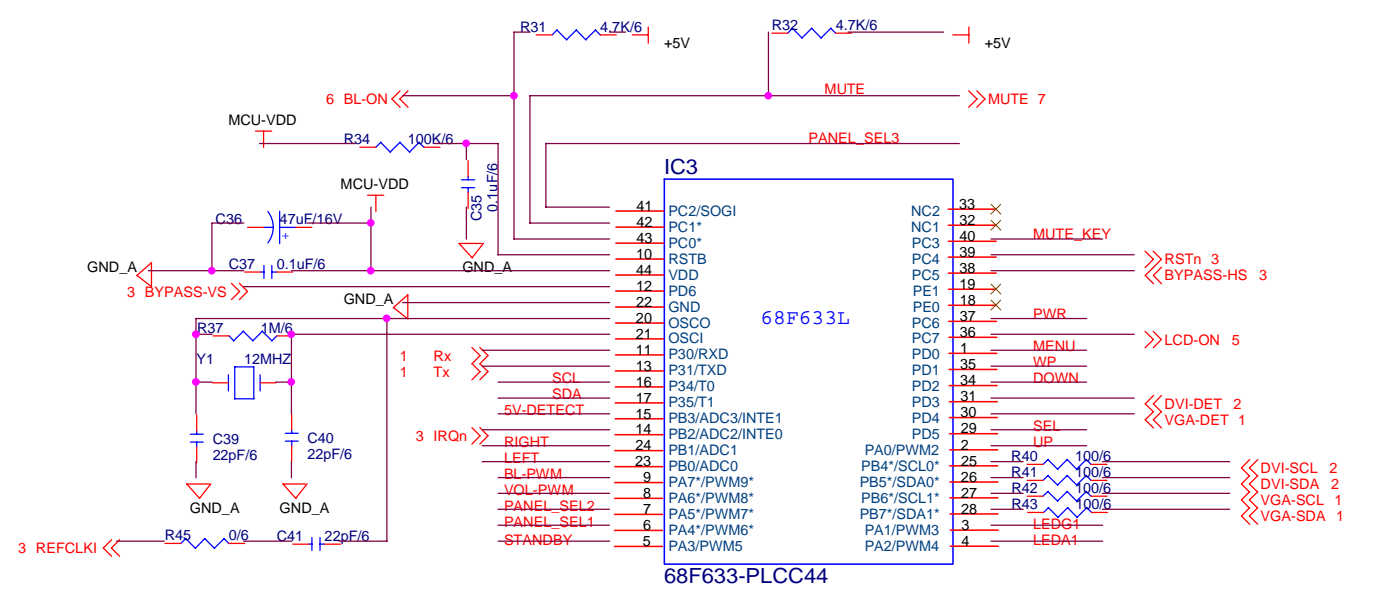 R31 4.7K/6
+5V
R32 4.7K/6
+5V
6 BL-ON
MUTE
MUTE 7
MCU-VDD
R34 100K/6
PANEL_SEL3
C35 0.1uF/6
GND_A
MCU-VDD
C36 47uF/16V
+
GND_A
C37 0.1uF/6
3 BYPASS-VS
GND_A
R37 1M/6
Y1 12MHZ
C39
22pF/6
C40
22pF/6
GND_A
GND_A
3 REFCLKI
R45 0/6
C41 22pF/6
1 Rx
1 Tx
SCL
SDA
5V-DETECT
3 IRQn
RIGHT
LEFT
BL-PWM
VOL-PWM
PANEL_SEL2
PANEL_SEL1
STANDBY
IC3
68F633L
41 PC2/SOGI
42 PC1*
43 PC0*
10 RSTB
44 VDD
12 PD6
22 GND
20 OSCO
21 OSCI
11 P30/RXD
13 P31/TXD
16 P34/T0
17 P35/T1
15 PB3/ADC3/INTE1
14 PB2/ADC2/INTE0
24 PB1/ADC1
23 PB0/ADC0
9 PA7*/PWM9*
8 PA6*/PWM8*
7 PA5*/PWM7*
6 PA4*/PWM6*
5 PA3/PWM5
NC2 33
NC1 32
PC3 40 MUTE_KEY
PC4 39 RSTn 3
PC5 38 BYPASS-HS 3
PE1 19
PE0 18
PC6 37 PWR
PC7 36 LCD-ON 5
PD0 1 MENU
PD1 35 WP
PD2 34 DOWN
PD3 31 DVI-DET 2
PD4 30 VGA-DET 1
PD5 29 SEL
PA0/PWM2 2 UP
PB4*/SCL0* 25 R40 100/6 DVI-SCL 2
PB5*/SDA0* 26 R41 100/6 DVI-SDA 2
PB6*/SCL1* 27 R42 100/6 VGA-SCL 1
PB7*/SDA1* 28 R43 100/6 VGA-SDA 1
PA1/PWM3 3 LEDG1
PA2/PWM4 4 LEDA1
68F633-PLCC44